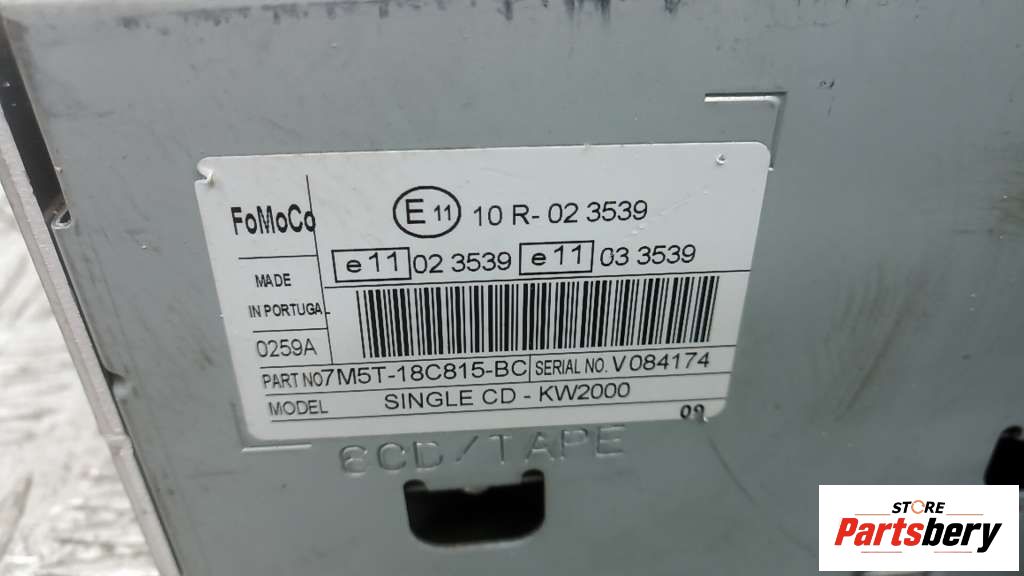 FoMoCo
E 11 10 R- 02 3539
e 11 02 3539 e 11 03 3539
MADE
IN PORTUGAL
0259A
PART NO 7M5T-18C815-BC SERIAL NO. V 084174
MODEL SINGLE CD - KW2000
09
6CD/TAPE
STORE
Partsbery